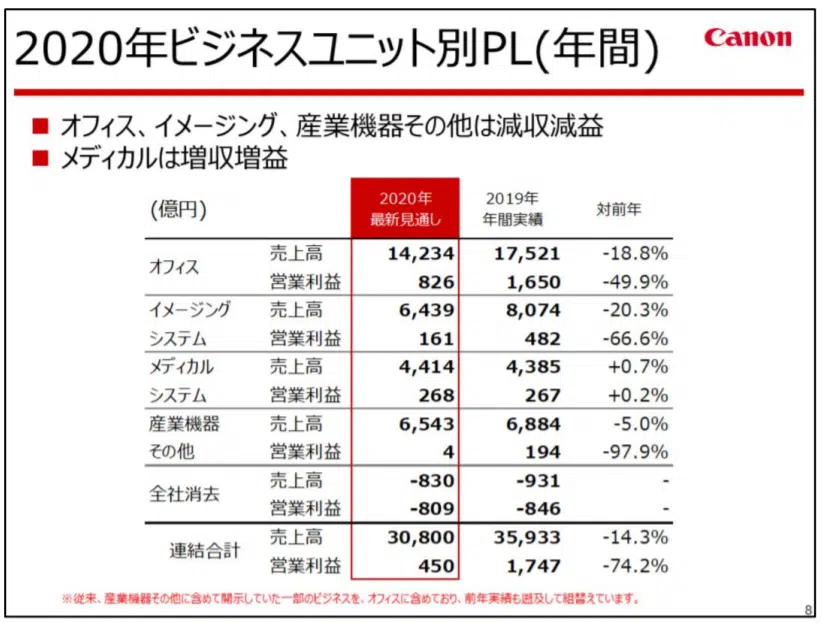 2020年ビジネスユニット別PL(年間)
Canon
■ オフィス、イメージング、産業機器その他は減収減益
■ メディカルは増収増益
(億円) 2020年 最新見通し 2019年 年間実績 対前年
オフィス 売上高 14,234 17,521 -18.8%
営業利益 826 1,650 -49.9%
イメージング 売上高 6,439 8,074 -20.3%
システム 営業利益 161 482 -66.6%
メディカル 売上高 4,414 4,385 +0.7%
システム 営業利益 268 267 +0.2%
産業機器 売上高 6,543 6,884 -5.0%
その他 営業利益 4 194 -97.9%
全社消去 売上高 -830 -931 -
営業利益 -809 -846 -
連結合計 売上高 30,800 35,933 -14.3%
営業利益 450 1,747 -74.2%
※従来、産業機器その他に含めて開示していた一部のビジネスを、オフィスに含めており、前年実績も遡及して組替えています。
8